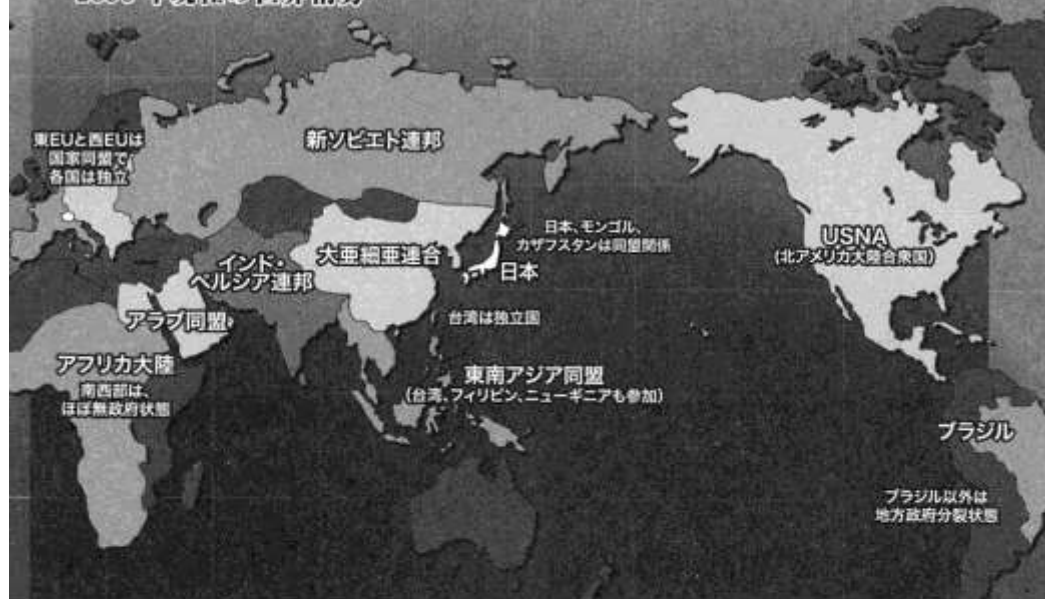 東EUと西EUは
国家同盟で、
各国は独立
新ソビエト連邦
日本、モンゴル、
カザフスタンは同盟関係
大亜細亜連合
日本
インド・
ペルシア連邦
USNA
(北アメリカ大陸合衆国)
アラブ同盟
台湾は独立国
アフリカ大陸
南西部は、
ほぼ無政府状態
東南アジア同盟
(台湾、フィリピン、ニューギニアも参加)
ブラジル
ブラジル以外は
地方政府分裂状態